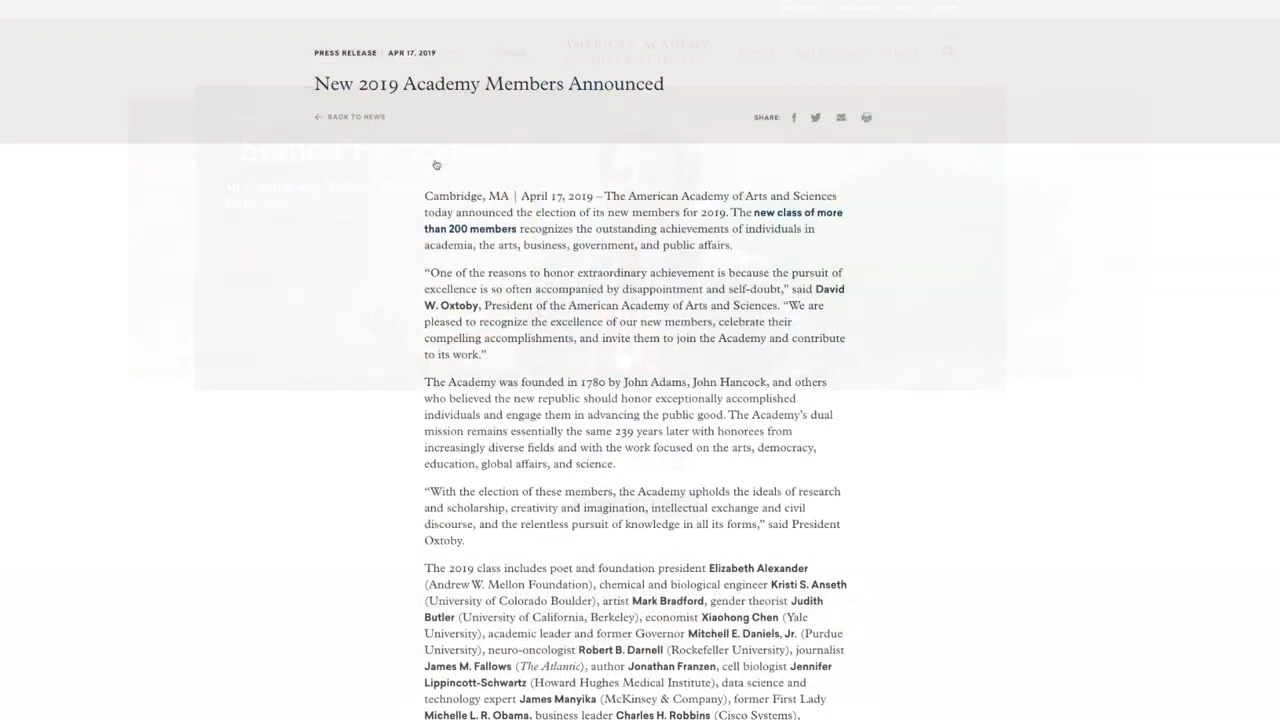 PRESS RELEASE | APR 17, 2019
AMERICAN ACADEMY
New 2019 Academy Members Announced
← BACK TO NEWS
SHARE:
Cambridge, MA | April 17, 2019 – The American Academy of Arts and Sciences
today announced the election of its new members for 2019. The new class of more
than 200 members recognizes the outstanding achievements of individuals in
academia, the arts, business, government, and public affairs.
“One of the reasons to honor extraordinary achievement is because the pursuit of
excellence is so often accompanied by disappointment and self-doubt,” said David
W. Oxtoby, President of the American Academy of Arts and Sciences. “We are
pleased to recognize the excellence of our new members, celebrate their
compelling accomplishments, and invite them to join the Academy and contribute
to its work.”
The Academy was founded in 1780 by John Adams, John Hancock, and others
who believed the new republic should honor exceptionally accomplished
individuals and engage them in advancing the public good. The Academy’s dual
mission remains essentially the same 239 years later with honorees from
increasingly diverse fields and with the work focused on the arts, democracy,
education, global affairs, and science.
“With the election of these members, the Academy upholds the ideals of research
and scholarship, creativity and imagination, intellectual exchange and civil
discourse, and the relentless pursuit of knowledge in all its forms,” said President
Oxtoby.
The 2019 class includes poet and foundation president Elizabeth Alexander
(Andrew W. Mellon Foundation), chemical and biological engineer Kristi S. Anseth
(University of Colorado Boulder), artist Mark Bradford, gender theorist Judith
Butler (University of California, Berkeley), economist Xiaohong Chen (Yale
University), academic leader and former Governor Mitchell E. Daniels, Jr. (Purdue
University), neuro-oncologist Robert B. Darnell (Rockefeller University), journalist
James M. Fallows (The Atlantic), author Jonathan Franzen, cell biologist Jennifer
Lippincott-Schwartz (Howard Hughes Medical Institute), data science and
technology expert James Manyika (McKinsey & Company), former First Lady
Michelle L. R. Obama, business leader Charles H. Robbins (Cisco Systems),